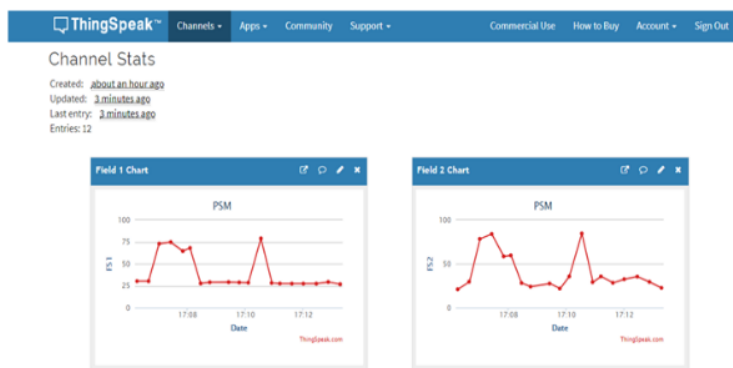 ThingSpeak™ Channels Apps Community Support Commercial Use How to Buy Account Sign Out
Channel Stats
Created: about an hour ago
Updated: 3 minutes ago
Last entry: 3 minutes ago
Entries: 12
Field 1 Chart
PSM
100
75
50
25
0
FS1
17:08 17:10 17:12
Date
ThingSpeak.com
Field 2 Chart
PSM
100
50
0
FS2
17:08 17:10 17:12
Date
ThingSpeak.com